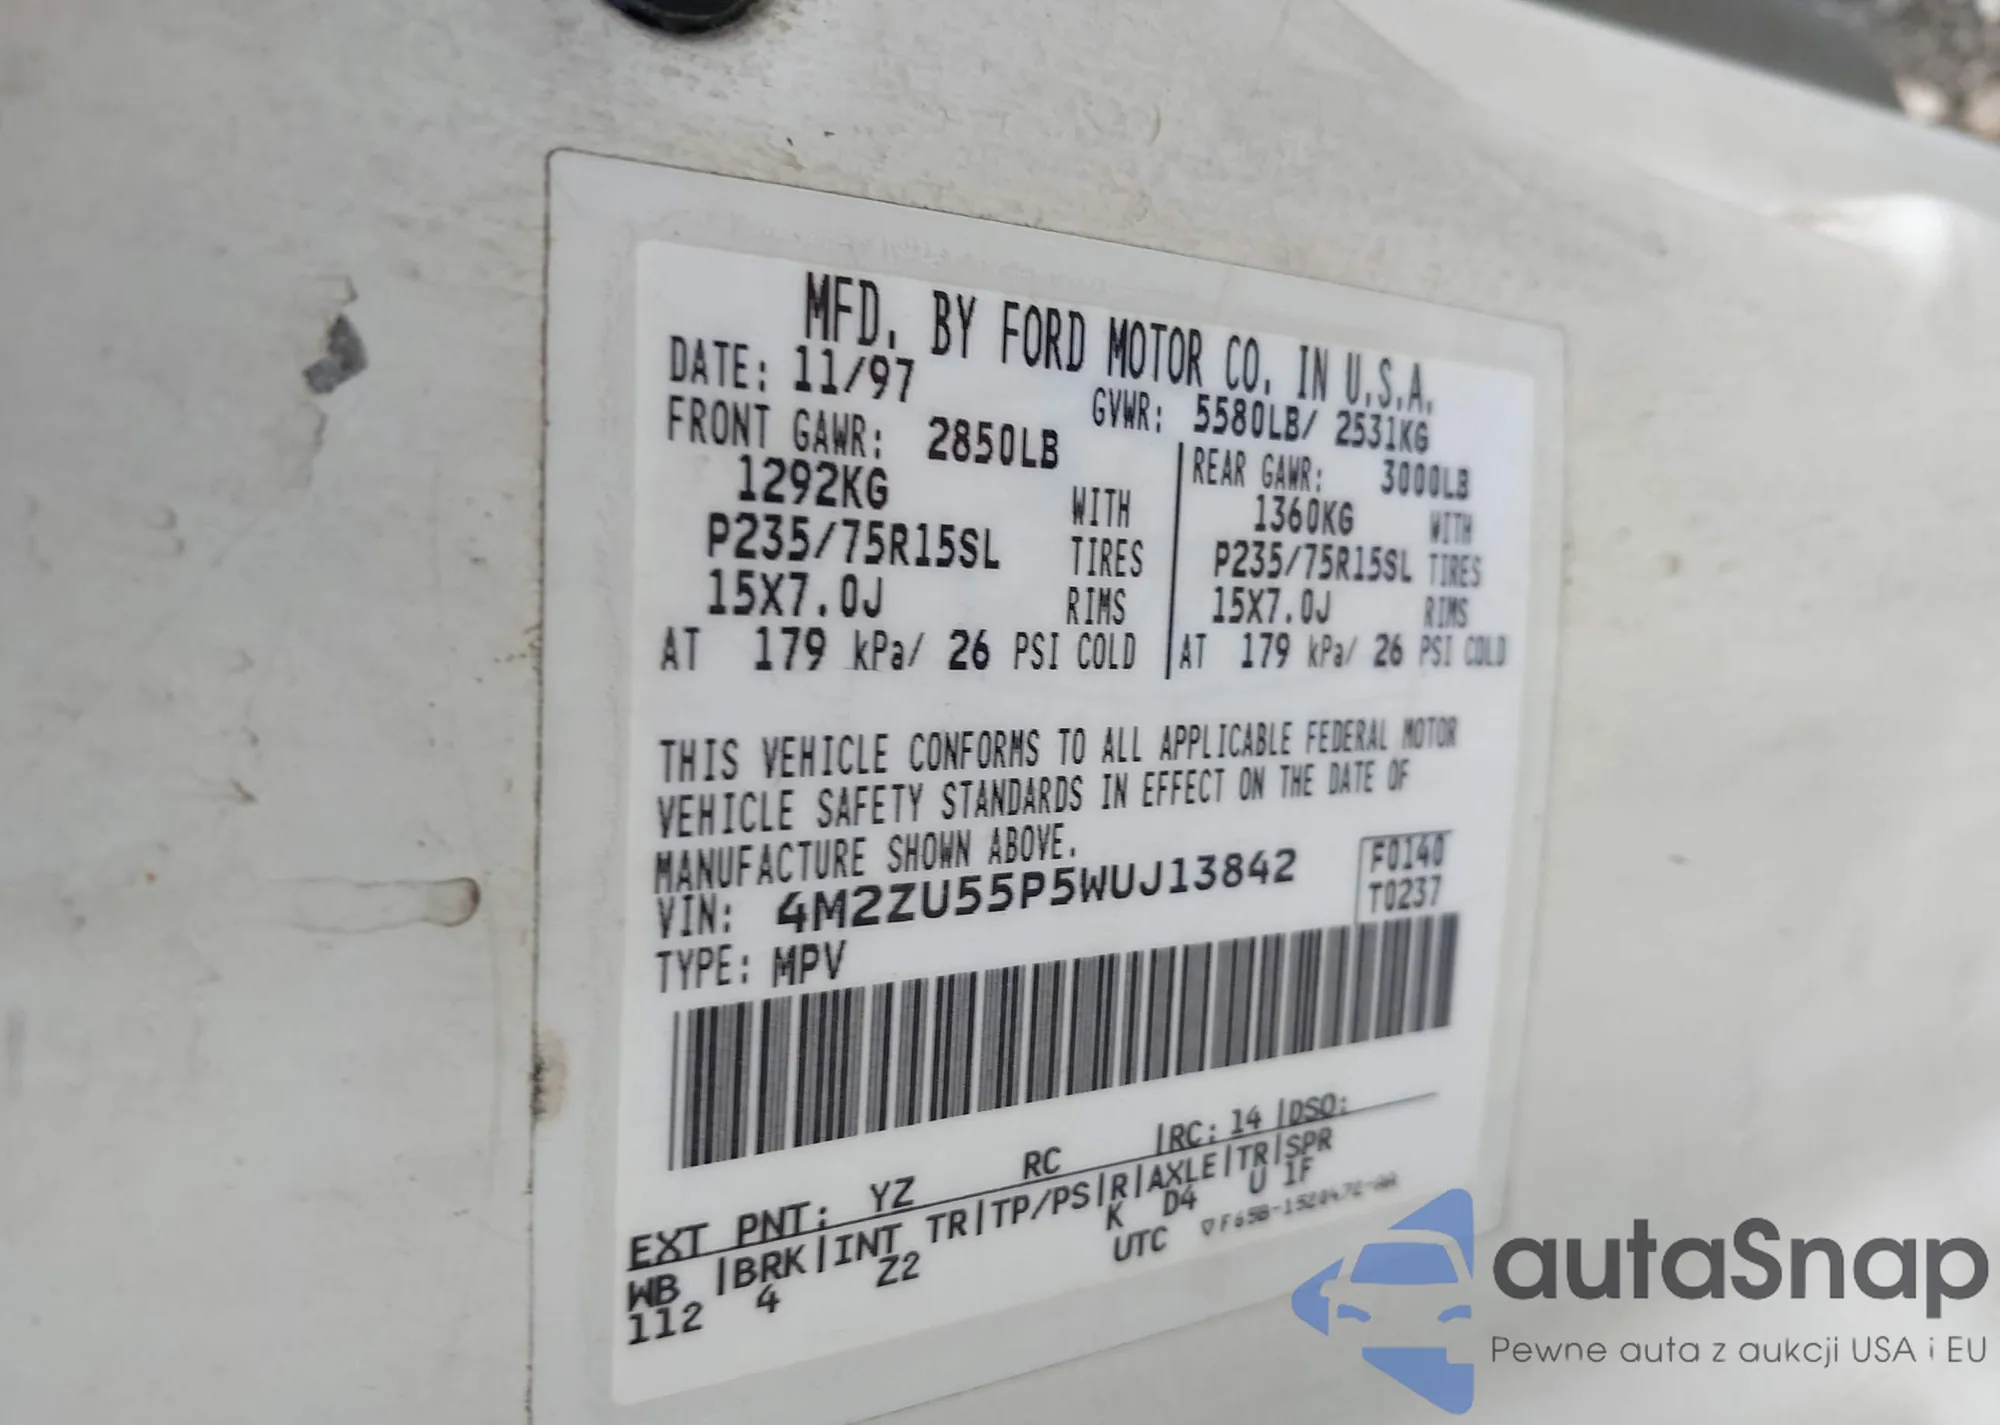 MFD. BY FORD MOTOR CO. IN U.S.A.
DATE: 11/97
GVWR: 5580LB/ 2531KG
FRONT GAWR: 2850LB
1292KG WITH
P235/75R15SL TIRES
15X7.0J RIMS
AT 179 kPa/ 26 PSI COLD
REAR GAWR: 3000LB
1360KG WITH
P235/75R15SL TIRES
15X7.0J RIMS
AT 179 kPa/ 26 PSI COLD
THIS VEHICLE CONFORMS TO ALL APPLICABLE FEDERAL MOTOR
VEHICLE SAFETY STANDARDS IN EFFECT ON THE DATE OF
MANUFACTURE SHOWN ABOVE.
VIN: 4M2ZU55P5WUJ13842
F0140
T0237
TYPE: MPV
EXT PNT: YZ RC |RC: 14 |DSO:
WB |BRK|INT TR|TP/PS|R|AXLE|TR|SPR
112 4 Z2 K D4 U 1F
UTC
autaSnap
Pewne auta z aukcji USA i EU